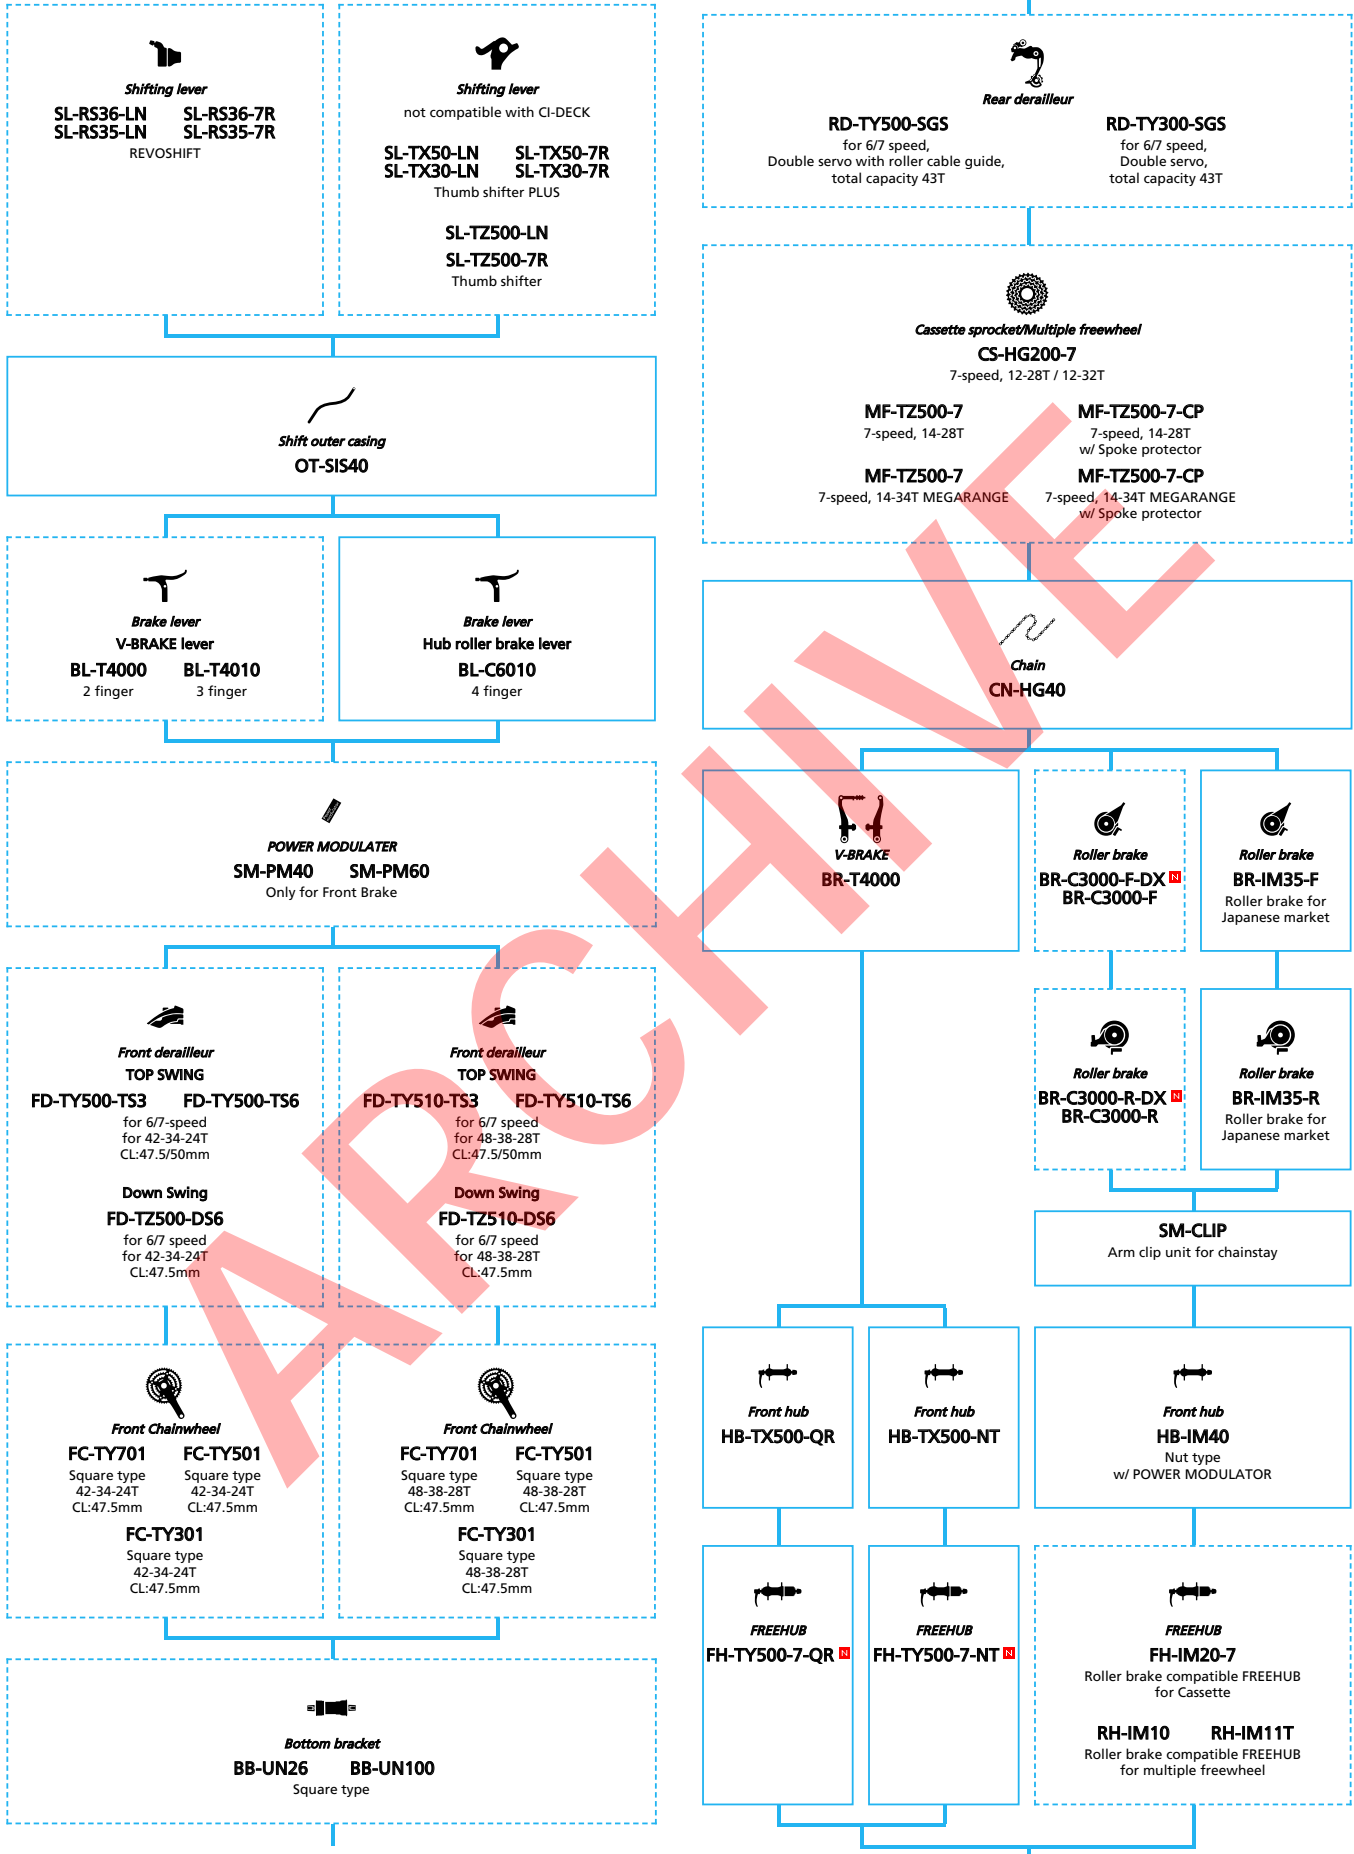 Shifting lever
SL-RS36-LN SL-RS36-7R
SL-RS35-LN SL-RS35-7R
REVOSHIFT
Shifting lever
not compatible with CI-DECK
SL-TX50-LN SL-TX50-7R
SL-TX30-LN SL-TX30-7R
Thumb shifter PLUS
SL-TZ500-LN
SL-TZ500-7R
Thumb shifter
Shift outer casing
OT-SIS40
Brake lever
V-BRAKE lever
BL-T4000 BL-T4010
2 finger 3 finger
Brake lever
Hub roller brake lever
BL-C6010
4 finger
POWER MODULATER
SM-PM40 SM-PM60
Only for Front Brake
Front derailleur
TOP SWING
FD-TY500-TS3 FD-TY500-TS6
for 6/7-speed
for 42-34-24T
CL:47.5/50mm
Down Swing
FD-TZ500-DS6
for 6/7 speed
for 42-34-24T
CL:47.5mm
Front derailleur
TOP SWING
FD-TY510-TS3 FD-TY510-TS6
for 6/7 speed
for 48-38-28T
CL:47.5/50mm
Down Swing
FD-TZ510-DS6
for 6/7 speed
for 48-38-28T
CL:47.5mm
Front Chainwheel
FC-TY701 FC-TY501
Square type Square type
42-34-24T 42-34-24T
CL:47.5mm CL:47.5mm
FC-TY301
Square type
42-34-24T
CL:47.5mm
Front Chainwheel
FC-TY701 FC-TY501
Square type Square type
48-38-28T 48-38-28T
CL:47.5mm CL:47.5mm
FC-TY301
Square type
48-38-28T
CL:47.5mm
Bottom bracket
BB-UN26 BB-UN100
Square type
Rear derailleur
RD-TY500-SGS RD-TY300-SGS
for 6/7 speed, for 6/7 speed,
Double servo with roller cable guide, Double servo,
total capacity 43T total capacity 43T
Cassette sprocket/Multiple freewheel
CS-HG200-7
7-speed, 12-28T / 12-32T
MF-TZ500-7 MF-TZ500-7-CP
7-speed, 14-28T 7-speed, 14-28T
w/ Spoke protector
MF-TZ500-7 MF-TZ500-7-CP
7-speed, 14-34T MEGARANGE 7-speed, 14-34T MEGARANGE
w/ Spoke protector
Chain
CN-HG40
V-BRAKE
BR-T4000
Roller brake
BR-C3000-F-DX N
BR-C3000-F
Roller brake
BR-IM35-F
Roller brake for
Japanese market
Roller brake
BR-C3000-R-DX N
BR-C3000-R
Roller brake
BR-IM35-R
Roller brake for
Japanese market
SM-CLIP
Arm clip unit for chainstay
Front hub
HB-TX500-QR
Front hub
HB-TX500-NT
Front hub
HB-IM40
Nut type
w/ POWER MODULATOR
FREEHUB
FH-TY500-7-QR N
FREEHUB
FH-TY500-7-NT N
FREEHUB
FH-IM20-7
Roller brake compatible FREEHUB
for Cassette
RH-IM10 RH-IM11T
Roller brake compatible FREEHUB
for multiple freewheel
ARCHIVE